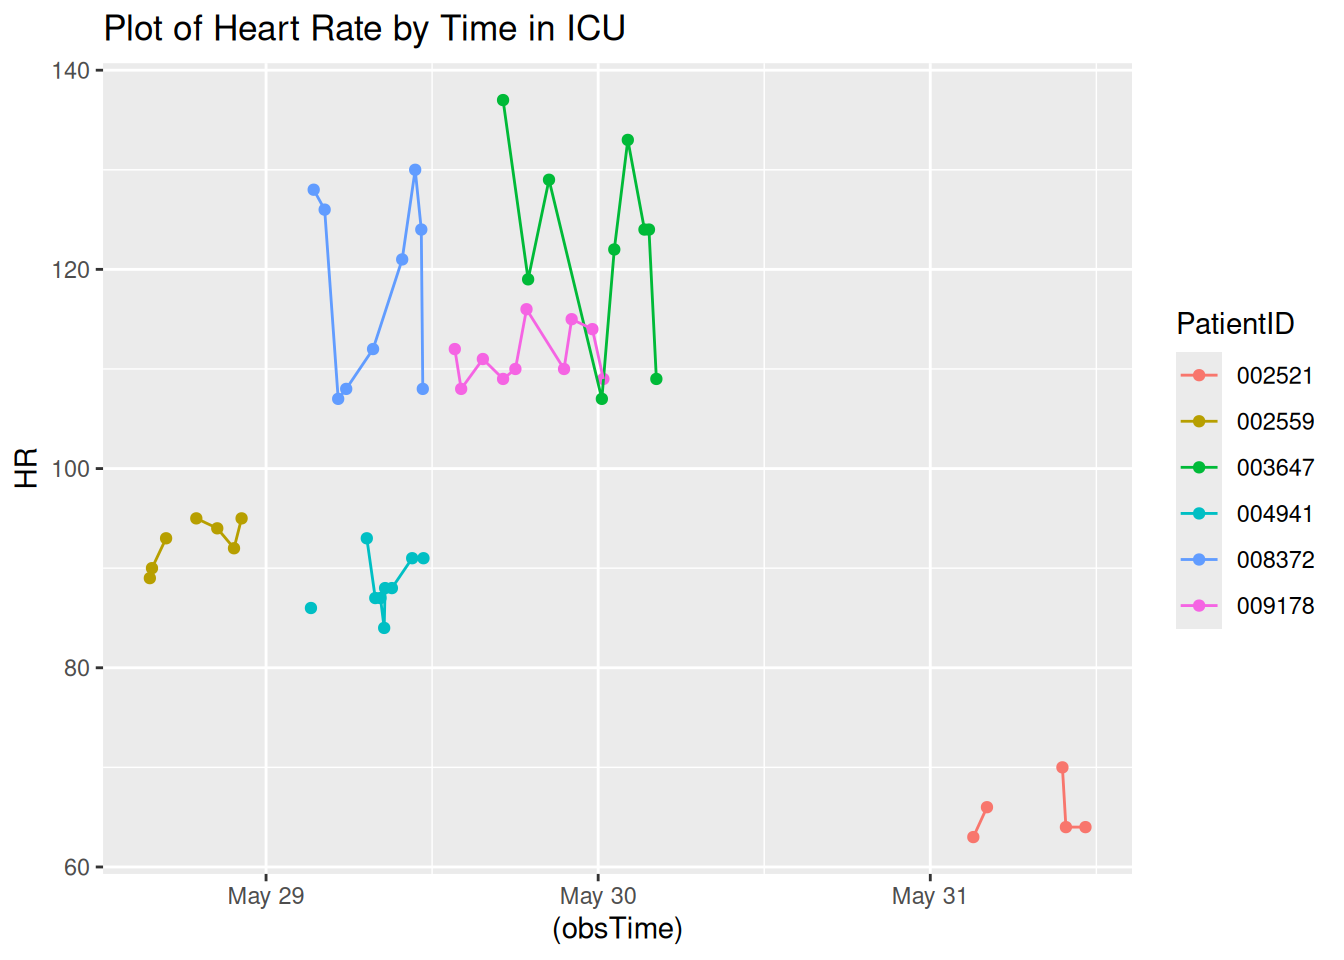 Plot of Heart Rate by Time in ICU
140
120
100
80
60
HR
May 29
May 30
May 31
(obsTime)
PatientID
002521
002559
003647
004941
008372
009178